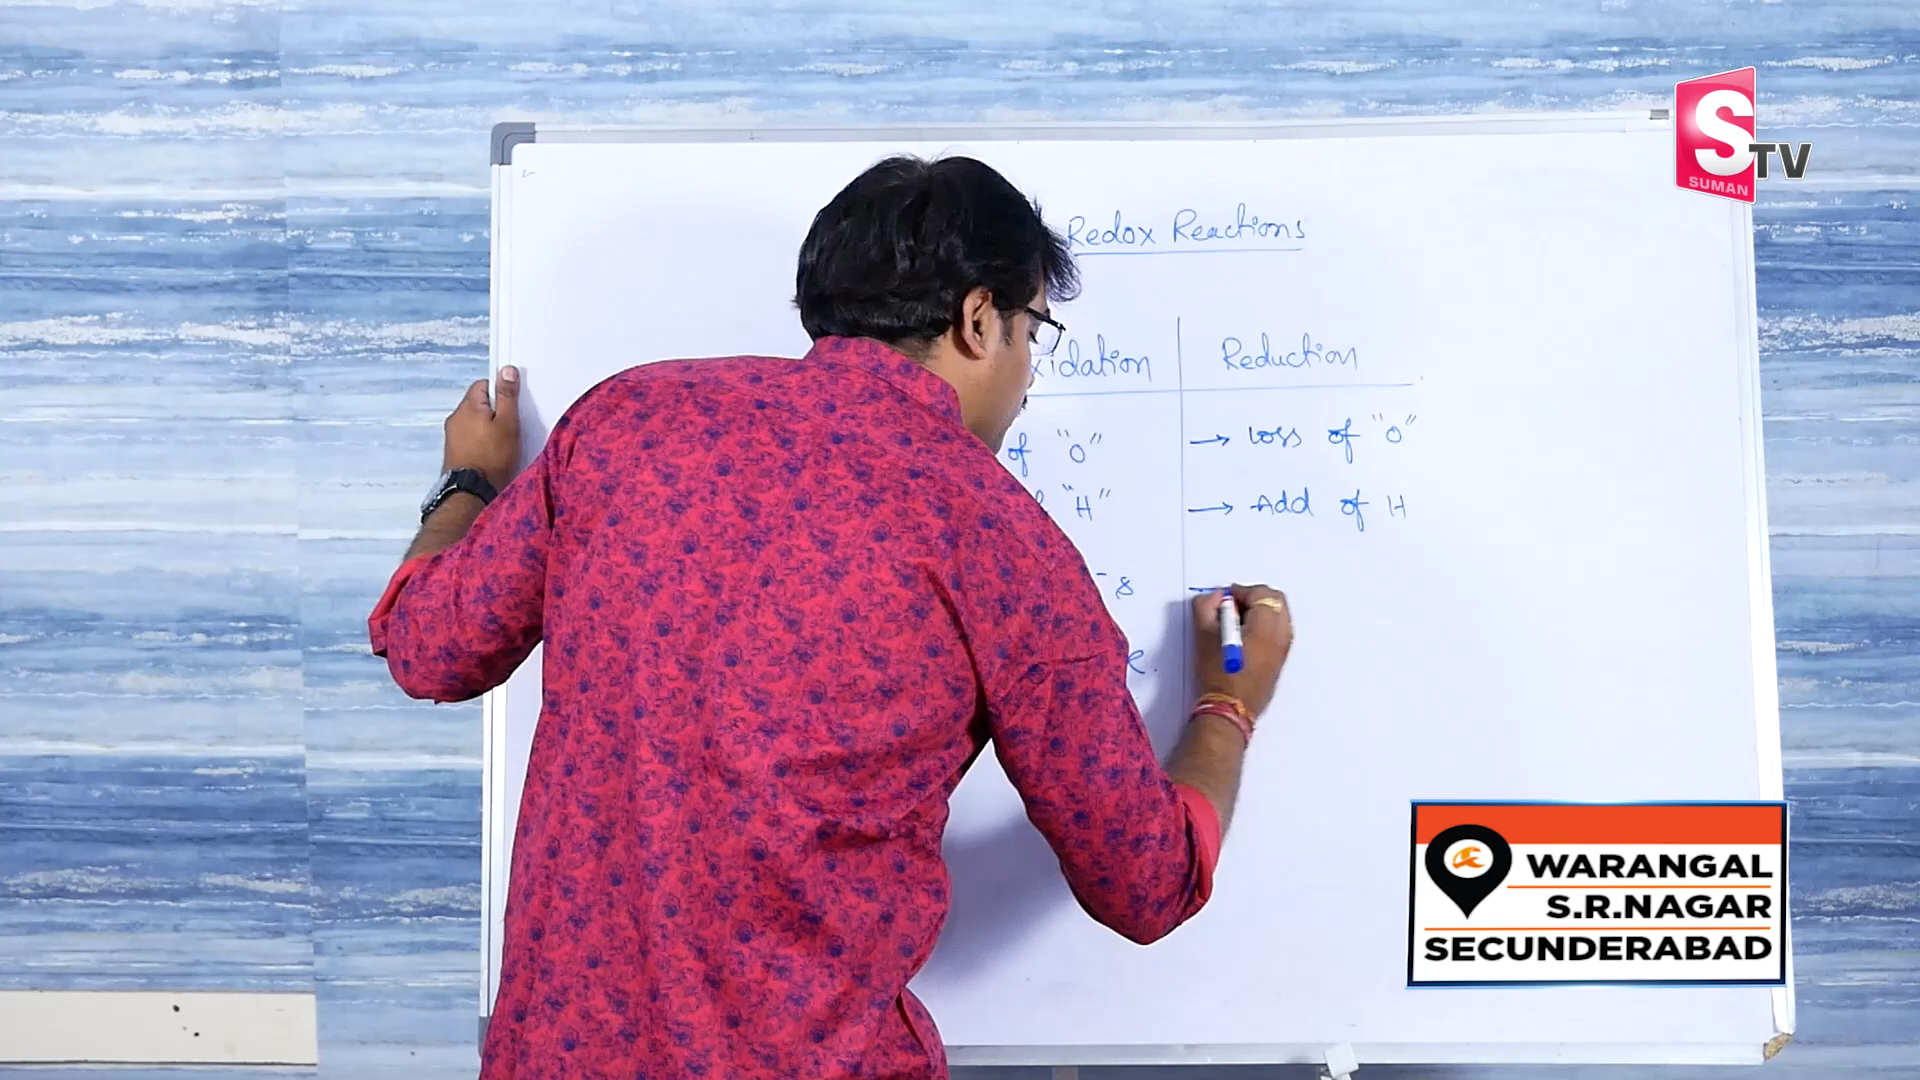 S TV
SUMAN
Redox Reactions
xidation Reduction
of "O" → Loss of "O"
"H" → Add of H
WARANGAL
S.R.NAGAR
SECUNDERABAD